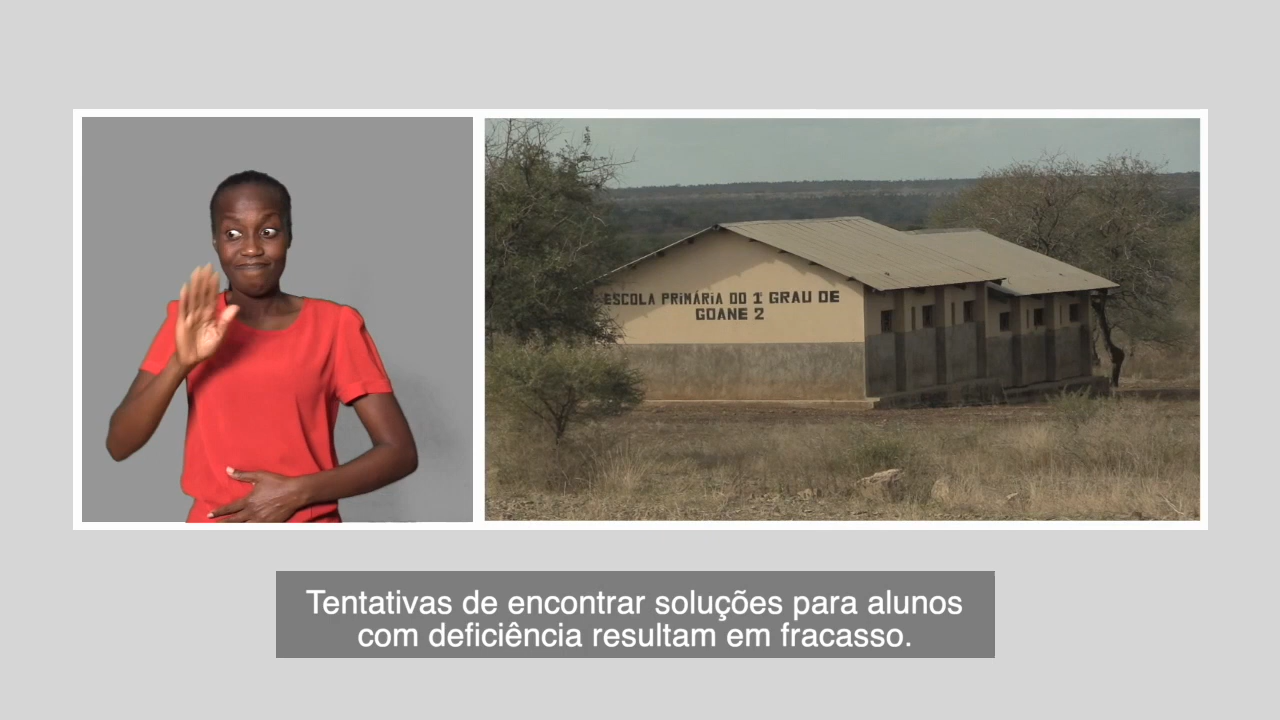 ESCOLA PRIMÁRIA DO 1º GRAU DE
GOANE 2
Tentativas de encontrar soluções para alunos
com deficiência resultam em fracasso.